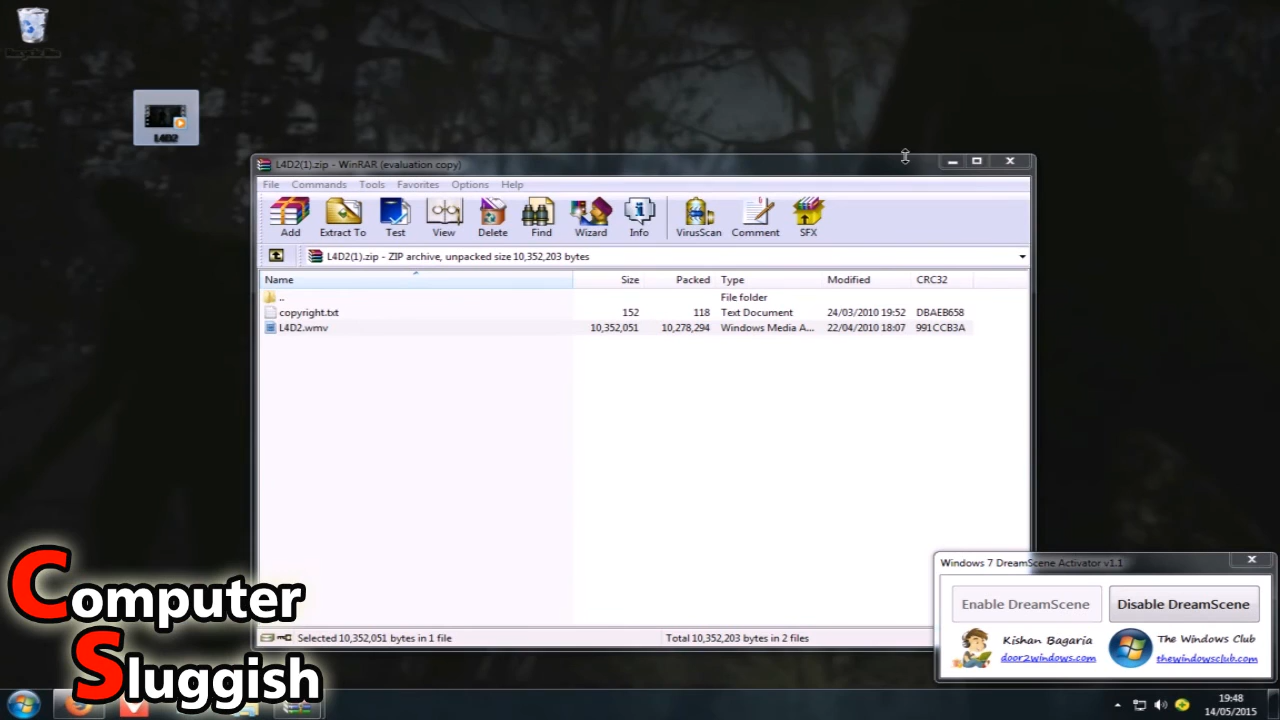 L4D2
L4D2(1).zip - WinRAR (evaluation copy)
File Commands Tools Favorites Options Help
Add Extract To Test View Delete Find Wizard Info VirusScan Comment SFX
L4D2(1).zip - ZIP archive, unpacked size 10,352,203 bytes
Name Size Packed Type Modified CRC32
.. File folder
copyright.txt 152 118 Text Document 24/03/2010 19:52 DBAEB658
L4D2.wmv 10,352,051 10,278,294 Windows Media A... 22/04/2010 18:07 991CCB3A
Selected 10,352,051 bytes in 1 file Total 10,352,203 bytes in 2 files
Windows 7 DreamScene Activator v1.1
Enable DreamScene Disable DreamScene
Kishan Bagaria The Windows Club
door2windows.com thewindowsclub.com
Computer
Sluggish
19:48
14/05/2015